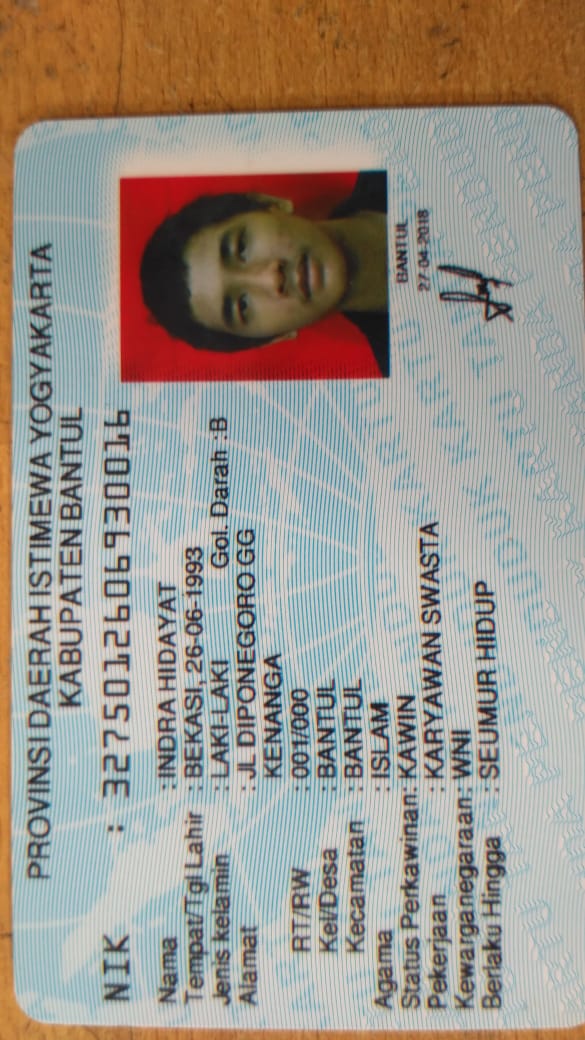 PROVINSI DAERAH ISTIMEWA YOGYAKARTA
KABUPATEN BANTUL
NIK : 3275012606930016
Nama : INDRA HIDAYAT
Tempat/Tgl Lahir : BEKASI, 26-06-1993
Jenis kelamin : LAKI-LAKI Gol. Darah :B
Alamat : JL DIPONEGORO GG
KENANGA
RT/RW : 001/000
Kel/Desa : BANTUL
Kecamatan : BANTUL
Agama : ISLAM
Status Perkawinan: KAWIN
Pekerjaan : KARYAWAN SWASTA
Kewarganegaraan: WNI
Berlaku Hingga : SEUMUR HIDUP
BANTUL
27-04-2018